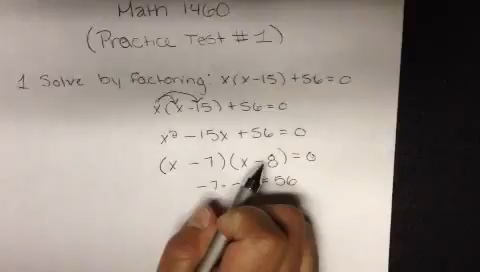 Math 1460
(Practice Test #1)
1 Solve by factoring: x(x-15)+56=0
x(x-15)+56=0
x² - 15x + 56 = 0
(x - 7)(x - 8) = 0
-7 · - = 56